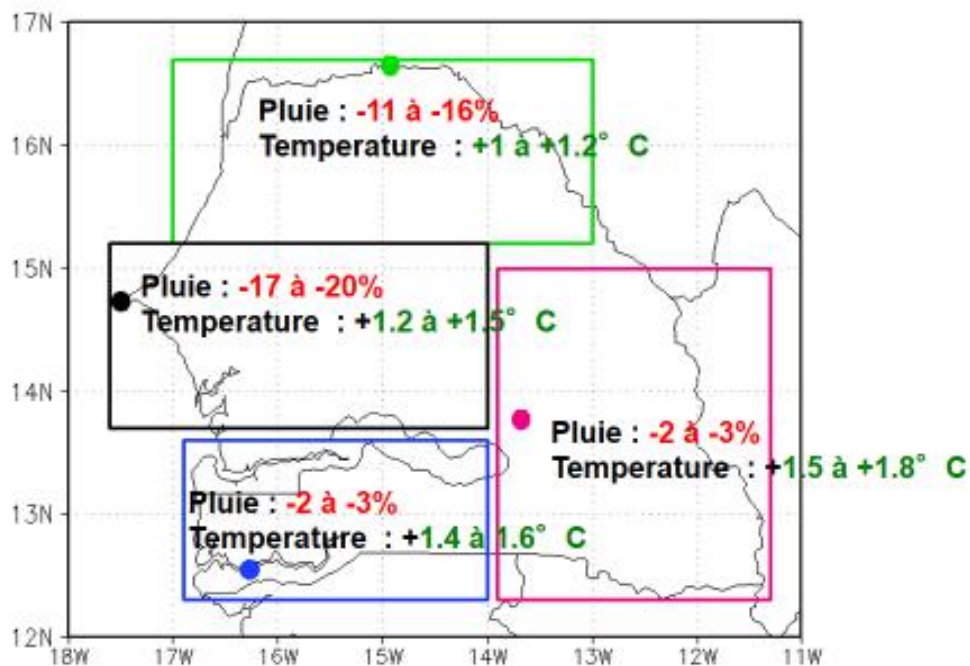 17N
Pluie : -11 à -16%
Temperature : +1 à +1.2° C
16N
15N
Pluie : -17 à -20%
Temperature : +1.2 à +1.5° C
14N
Pluie : -2 à -3%
Temperature : +1.5 à +1.8° C
13N
Pluie : -2 à -3%
Temperature : +1.4 à 1.6° C
12N
18W 17W 16W 15W 14W 13W 12W 11W